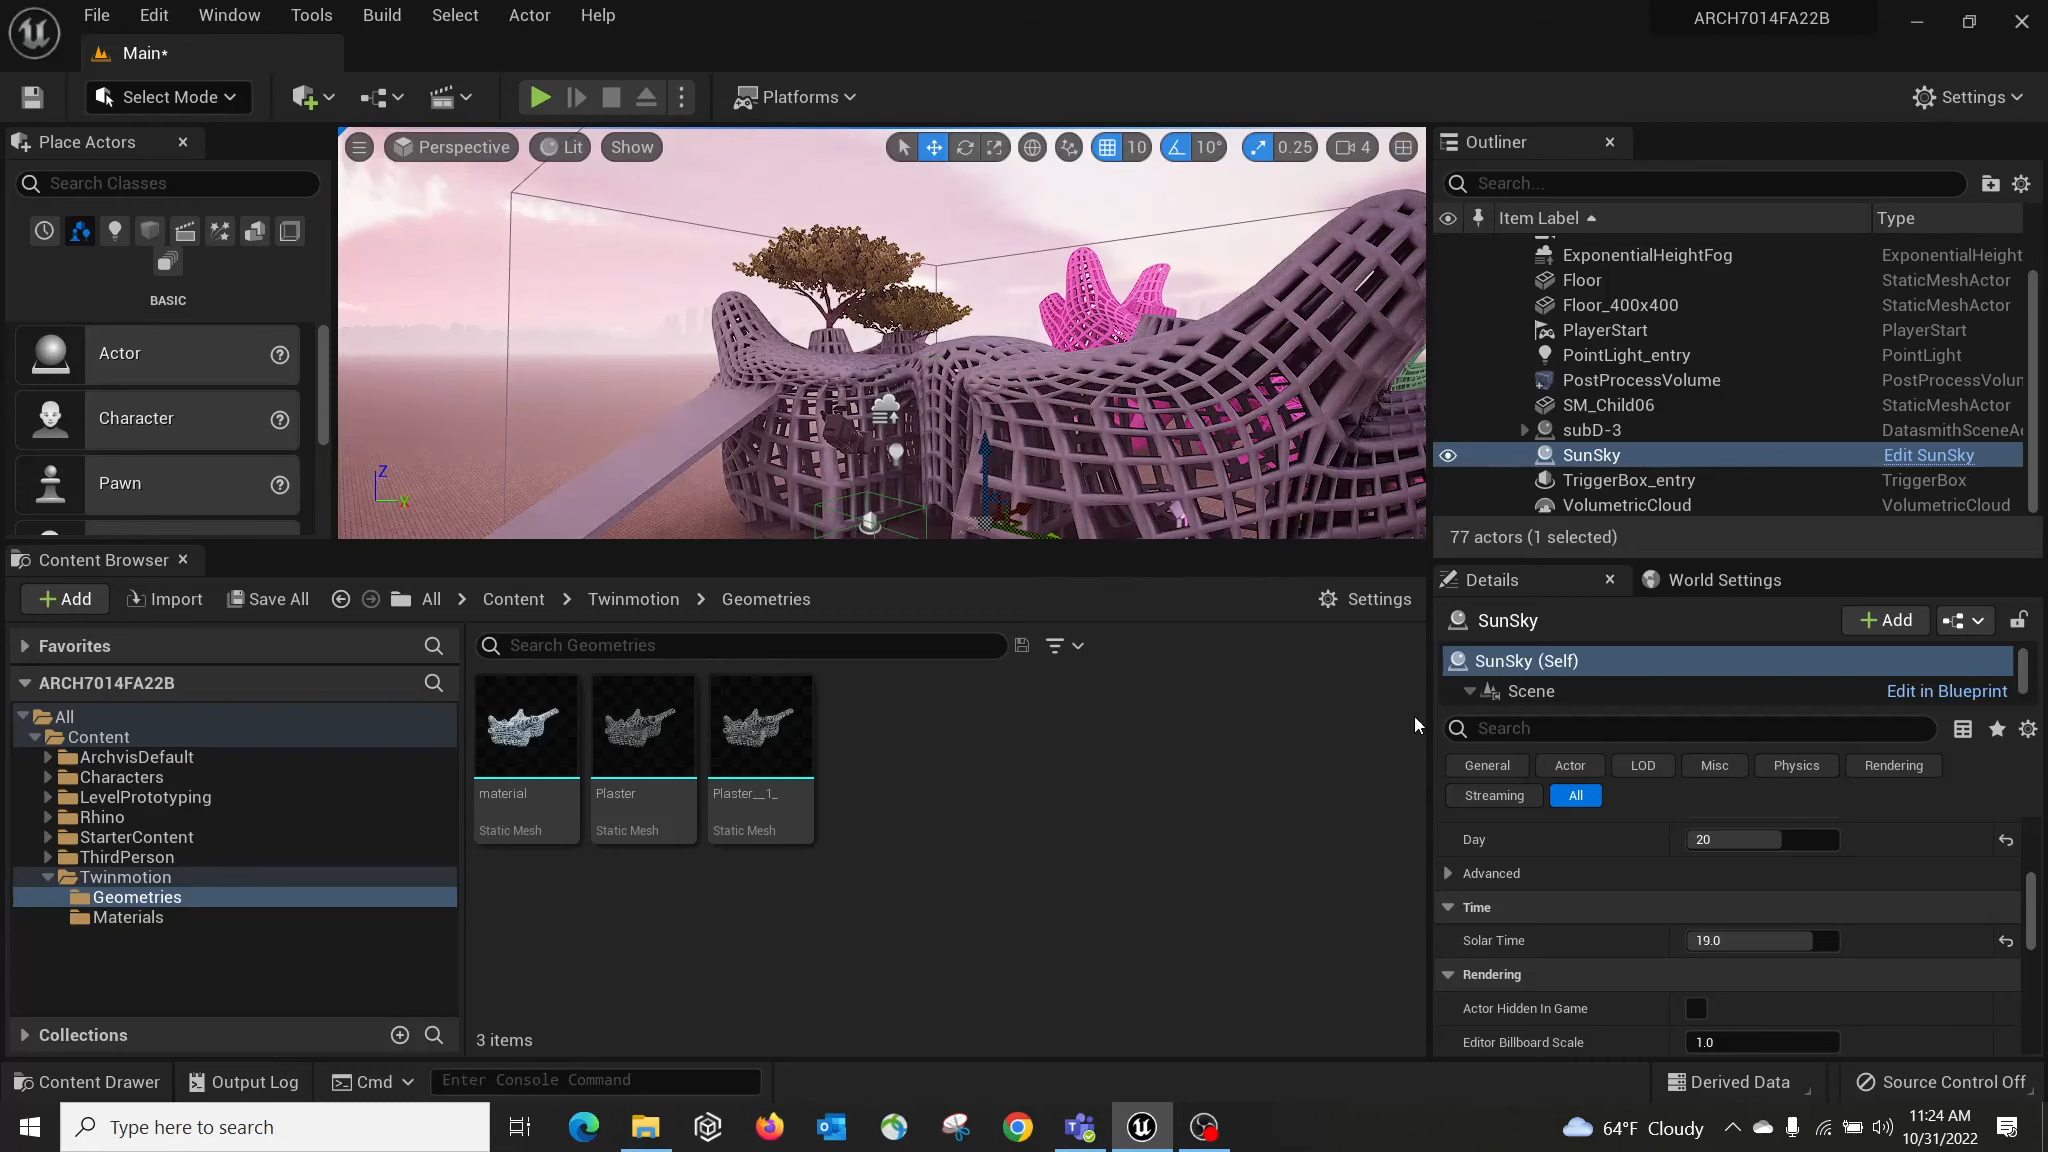 File Edit Window Tools Build Select Actor Help
ARCH7014FA22B
Main*
Select Mode
Platforms
Settings
Place Actors
Search Classes
BASIC
Actor
Character
Pawn
Perspective
Lit
Show
10
10°
0.25
4
Z
Y
Outliner
Search...
Item Label
Type
ExponentialHeightFog ExponentialHeight
Floor StaticMeshActor
Floor_400x400 StaticMeshActor
PlayerStart PlayerStart
PointLight_entry PointLight
PostProcessVolume PostProcessVolum
SM_Child06 StaticMeshActor
subD-3 DatasmithSceneAc
SunSky Edit SunSky
TriggerBox_entry TriggerBox
VolumetricCloud VolumetricCloud
77 actors (1 selected)
Content Browser
Add Import Save All All > Content > Twinmotion > Geometries Settings
Favorites
ARCH7014FA22B
All
Content
ArchvisDefault
Characters
LevelPrototyping
Rhino
StarterContent
ThirdPerson
Twinmotion
Geometries
Materials
Collections
Search Geometries
material
Static Mesh
Plaster
Static Mesh
Plaster__1_
Static Mesh
3 items
Details
World Settings
SunSky
Add
SunSky (Self)
Scene Edit in Blueprint
Search
General Actor LOD Misc Physics Rendering
Streaming All
Day 20
Advanced
Time
Solar Time 19.0
Rendering
Actor Hidden In Game
Editor Billboard Scale 1.0
Content Drawer Output Log Cmd Enter Console Command Derived Data Source Control Off
Type here to search
64°F Cloudy
11:24 AM
10/31/2022